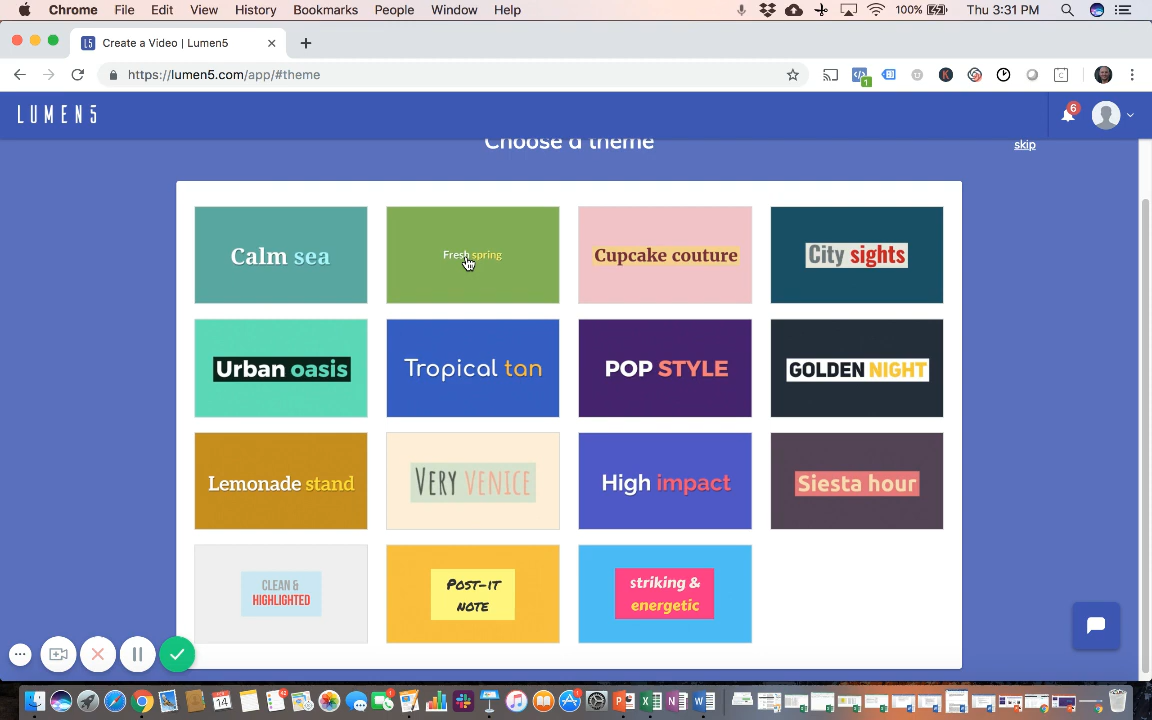 Chrome File Edit View History Bookmarks People Window Help 100% Thu 3:31 PM
Create a Video | Lumen5
https://lumen5.com/app/#theme
LUMEN5
6
Choose a theme
skip
Calm sea
Fresh spring
Cupcake couture
City sights
Urban oasis
Tropical tan
POP STYLE
GOLDEN NIGHT
Lemonade stand
VERY VENICE
High impact
Siesta hour
CLEAN &
HIGHLIGHTED
POST-IT
NOTE
striking &
energetic